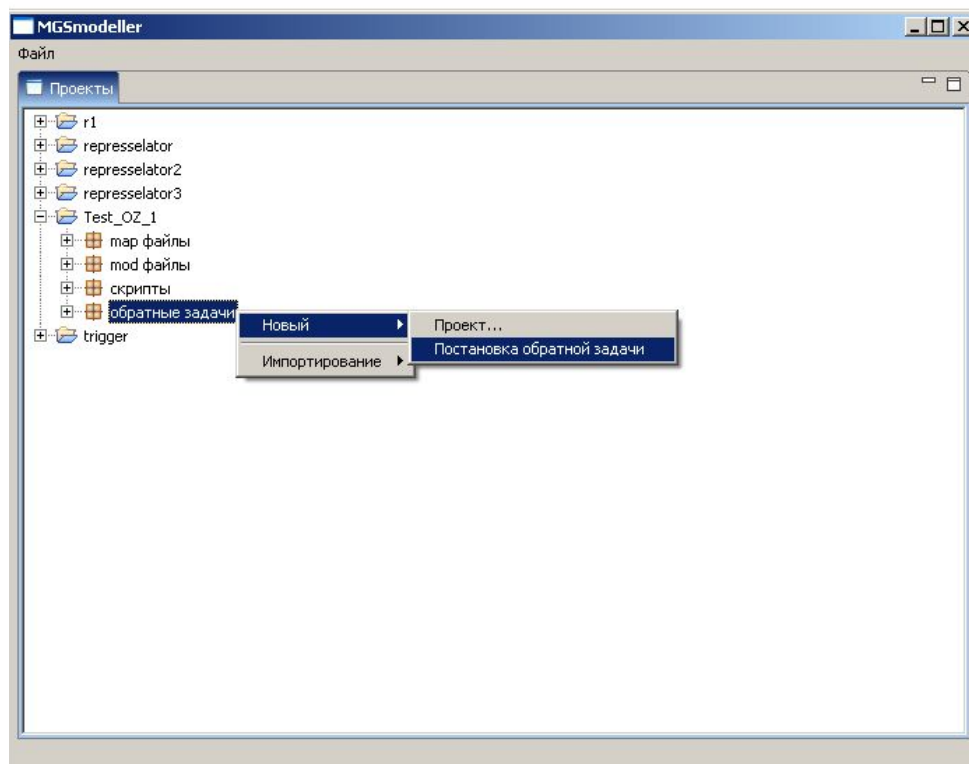 MGSmodeller
Файл
Проекты
r1
represselator
represselator2
represselator3
Test_OZ_1
map файлы
mod файлы
скрипты
обратные задачи
Новый
Проект...
Постановка обратной задачи
trigger
Импортирование